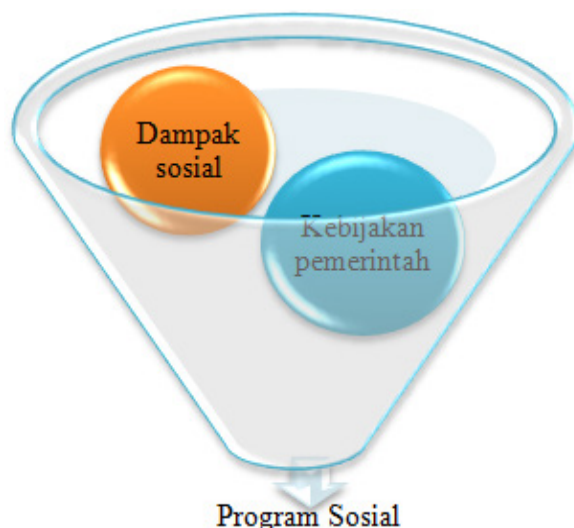 Dampak
sosial
Kebijakan
pemerintah
Program Sosial